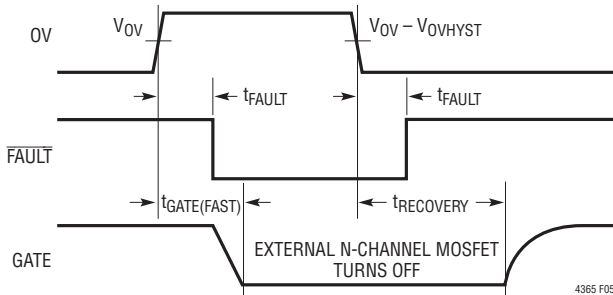 OV
V_OV
V_OV – V_OVHYST
t_FAULT
t_FAULT
FAULT
t_GATE(FAST)
t_RECOVERY
GATE
EXTERNAL N-CHANNEL MOSFET
TURNS OFF
4365 F05